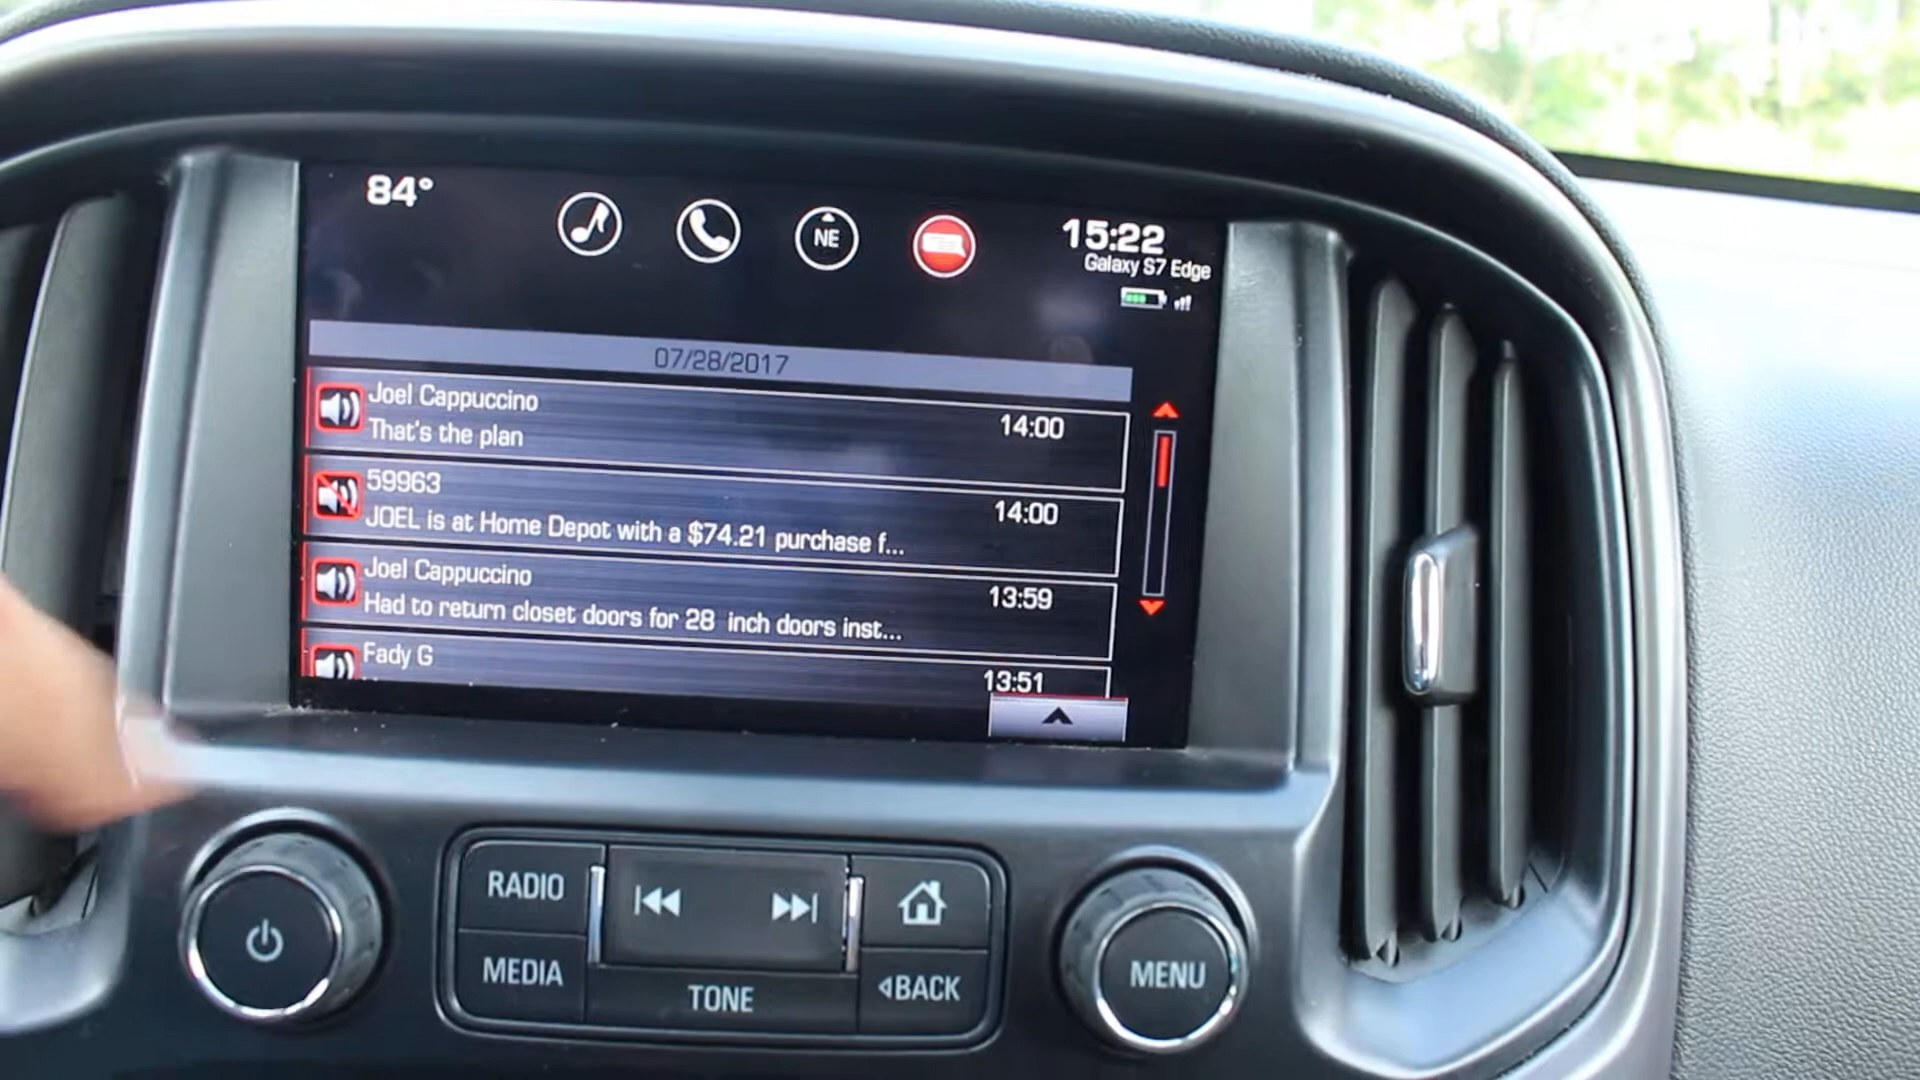 84°
NE
15:22
Galaxy S7 Edge
07/28/2017
Joel Cappuccino
That's the plan
14:00
59963
JOEL is at Home Depot with a $74.21 purchase f...
14:00
Joel Cappuccino
Had to return closet doors for 28 inch doors inst...
13:59
Fady G
13:51
RADIO
MEDIA
TONE
BACK
MENU